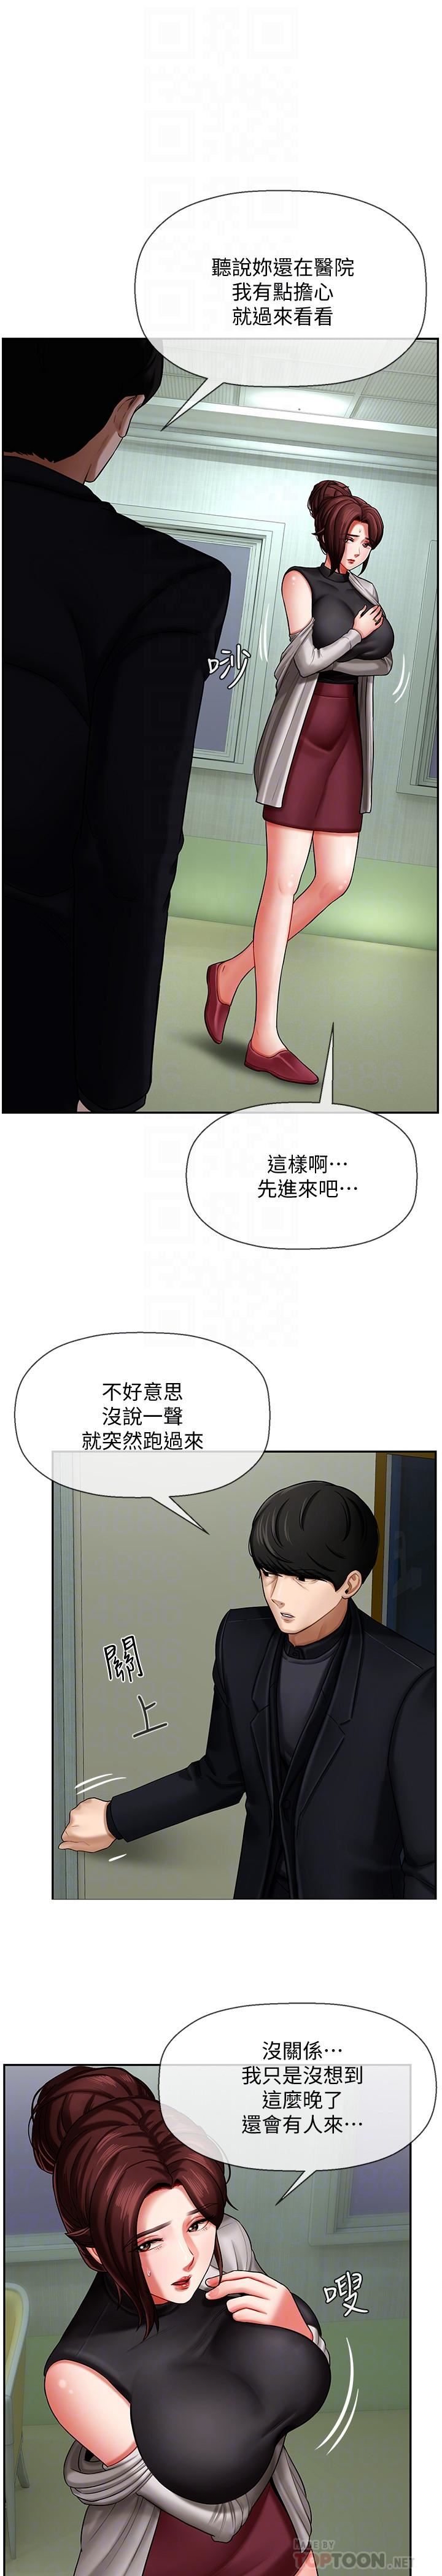 聽說妳還在醫院
我有點擔心
就過來看看
唦
這樣啊…
先進來吧…
不好意思
沒說一聲
就突然跑過來
關
上
沒關係…
我只是沒想到
這麼晚了
還會有人來…
嗖
MADE BY
TOPTOON.NET